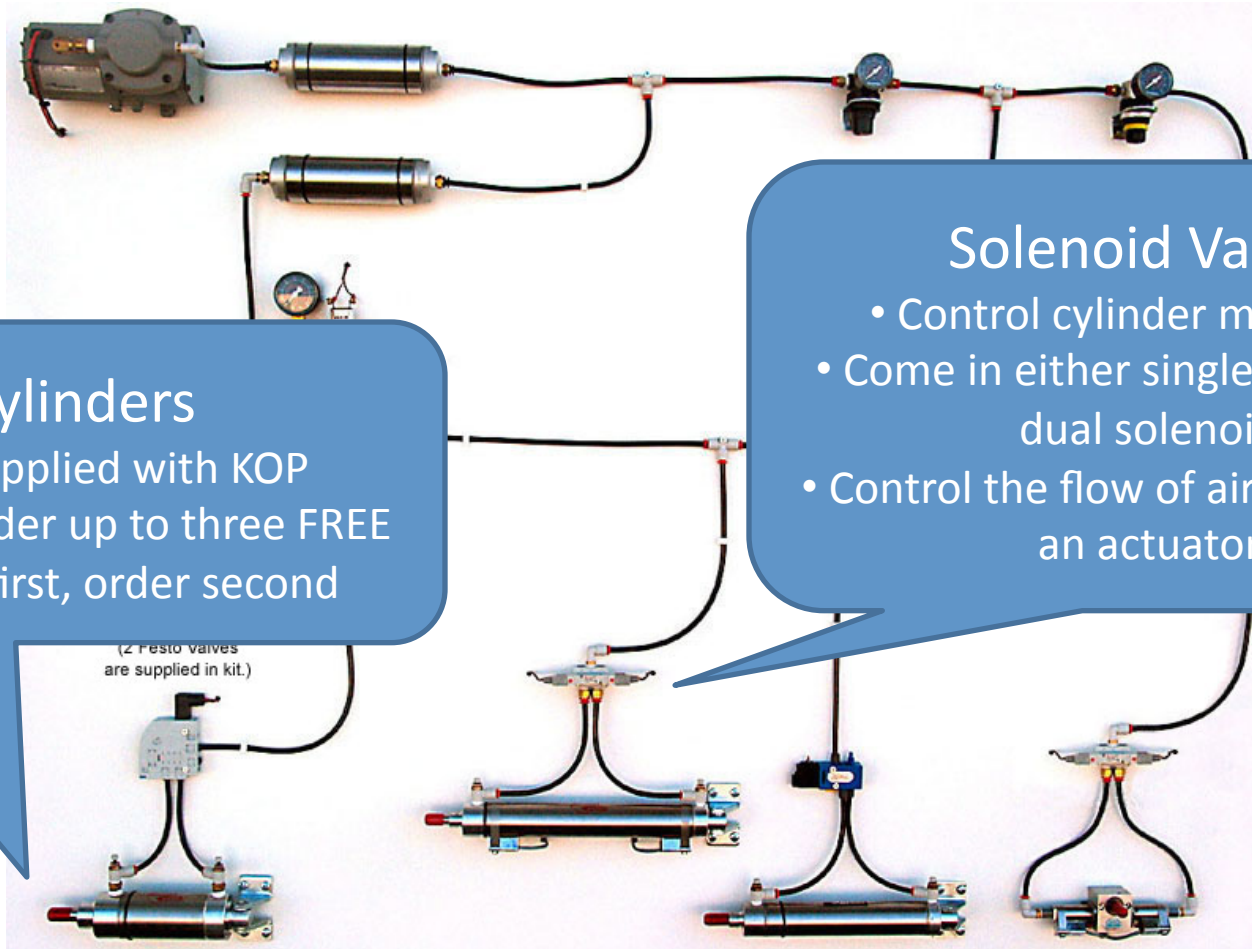 Solenoid Va
• Control cylinder m
• Come in either single
dual solenoi
• Control the flow of air
an actuator
ylinders
pplied with KOP
der up to three FREE
irst, order second
(2 Festo valves
are supplied in kit.)